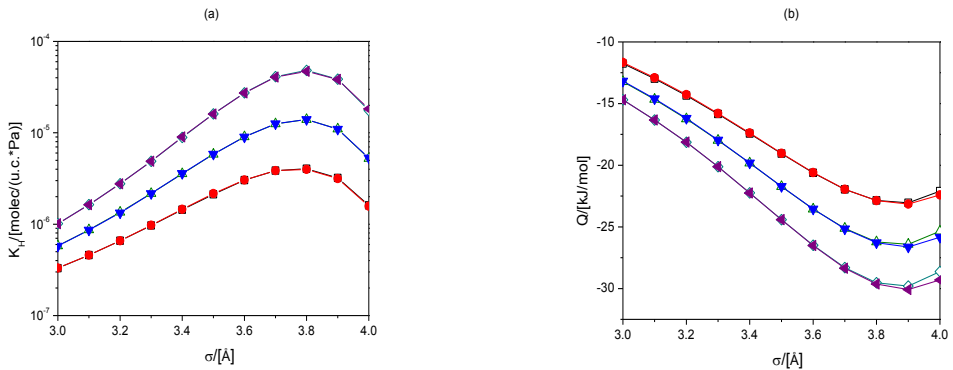 (a)
K_H/[molec/(u.c.*Pa)]
10^-4
10^-5
10^-6
10^-7
3.0 3.2 3.4 3.6 3.8 4.0
σ/[Å]
(b)
Q/[kJ/mol]
-10
-15
-20
-25
-30
3.0 3.2 3.4 3.6 3.8 4.0
σ/[Å]